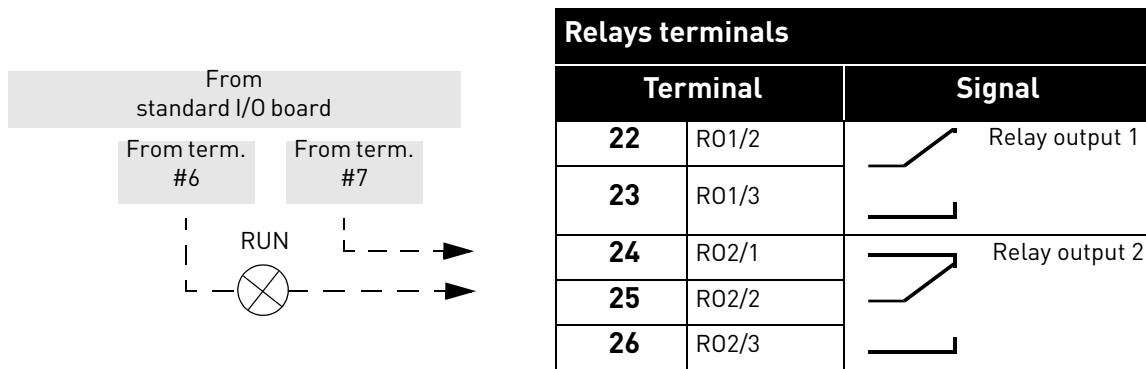 From
standard I/O board
From term.
#6
From term.
#7
RUN
Relays terminals
Terminal Signal
22 RO1/2 Relay output 1
23 RO1/3
24 RO2/1 Relay output 2
25 RO2/2
26 RO2/3